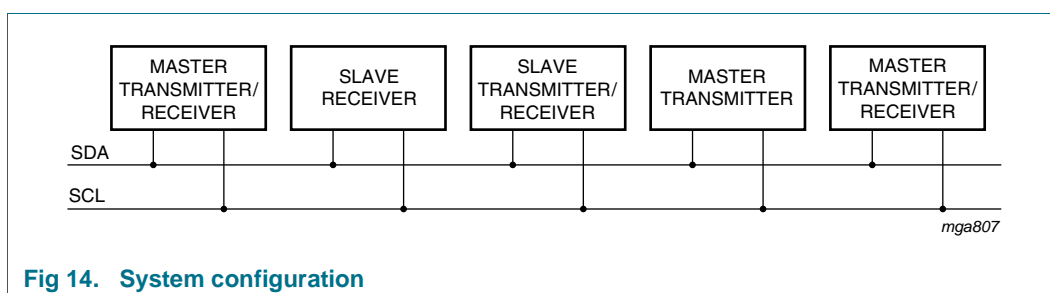 MASTER
TRANSMITTER/
RECEIVER
SLAVE
RECEIVER
SLAVE
TRANSMITTER/
RECEIVER
MASTER
TRANSMITTER
MASTER
TRANSMITTER/
RECEIVER
SDA
SCL
mga807
Fig 14. System configuration